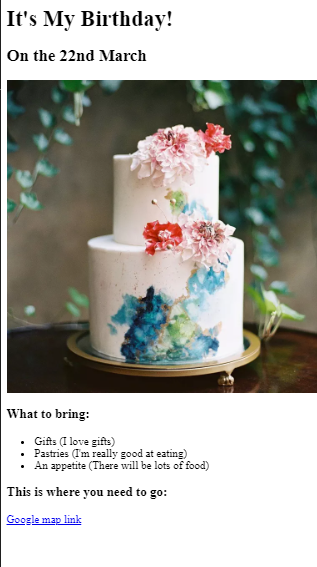 It's My Birthday!
On the 22nd March
What to bring:
Gifts (I love gifts)
Pastries (I'm really good at eating)
An appetite (There will be lots of food)
This is where you need to go:
Google map link